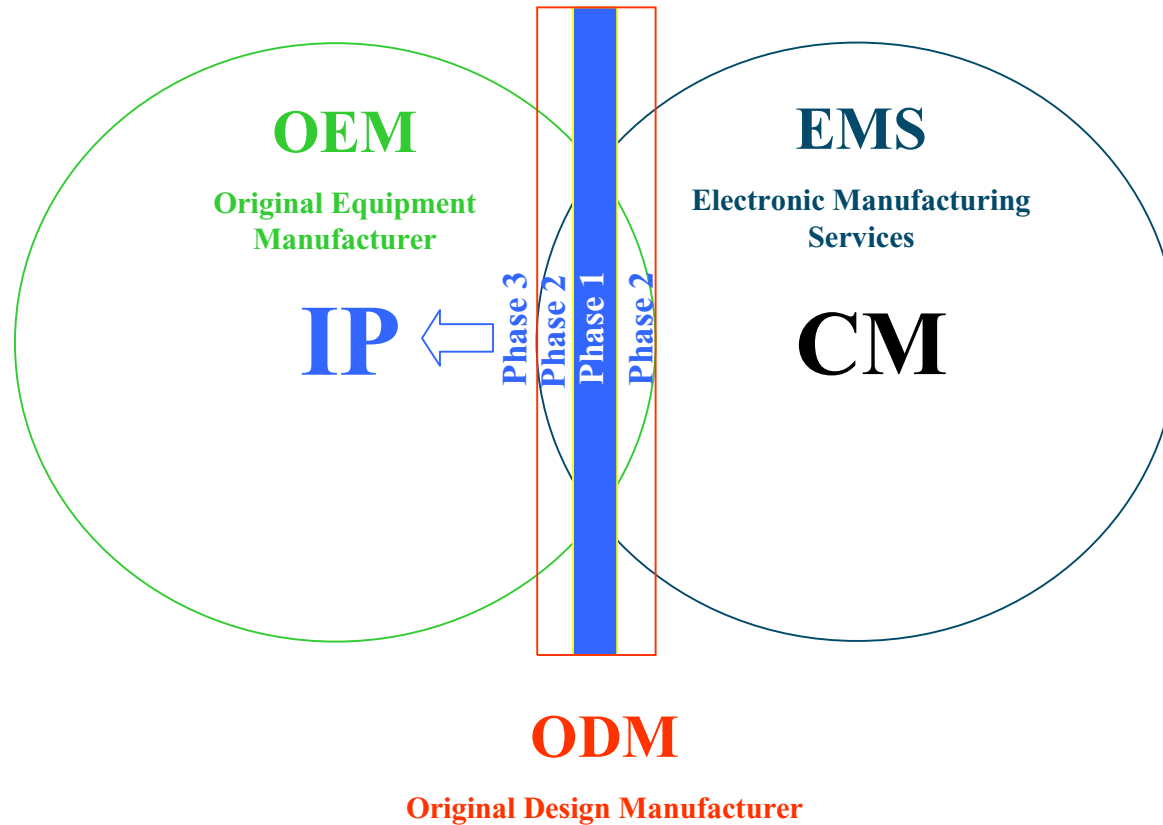 OEM
Original Equipment
Manufacturer
IP
EMS
Electronic Manufacturing
Services
CM
Phase 3
Phase 2
Phase 1
Phase 2
ODM
Original Design Manufacturer